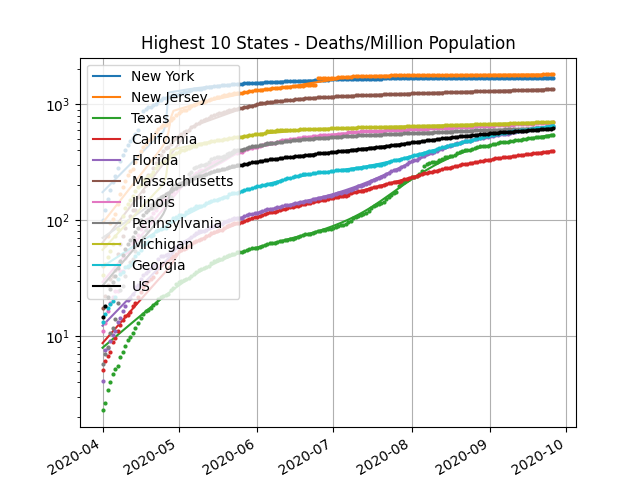 Highest 10 States - Deaths/Million Population
New York
New Jersey
Texas
California
Florida
Massachusetts
Illinois
Pennsylvania
Michigan
Georgia
US
10³
10²
10¹
2020-04
2020-05
2020-06
2020-07
2020-08
2020-09
2020-10